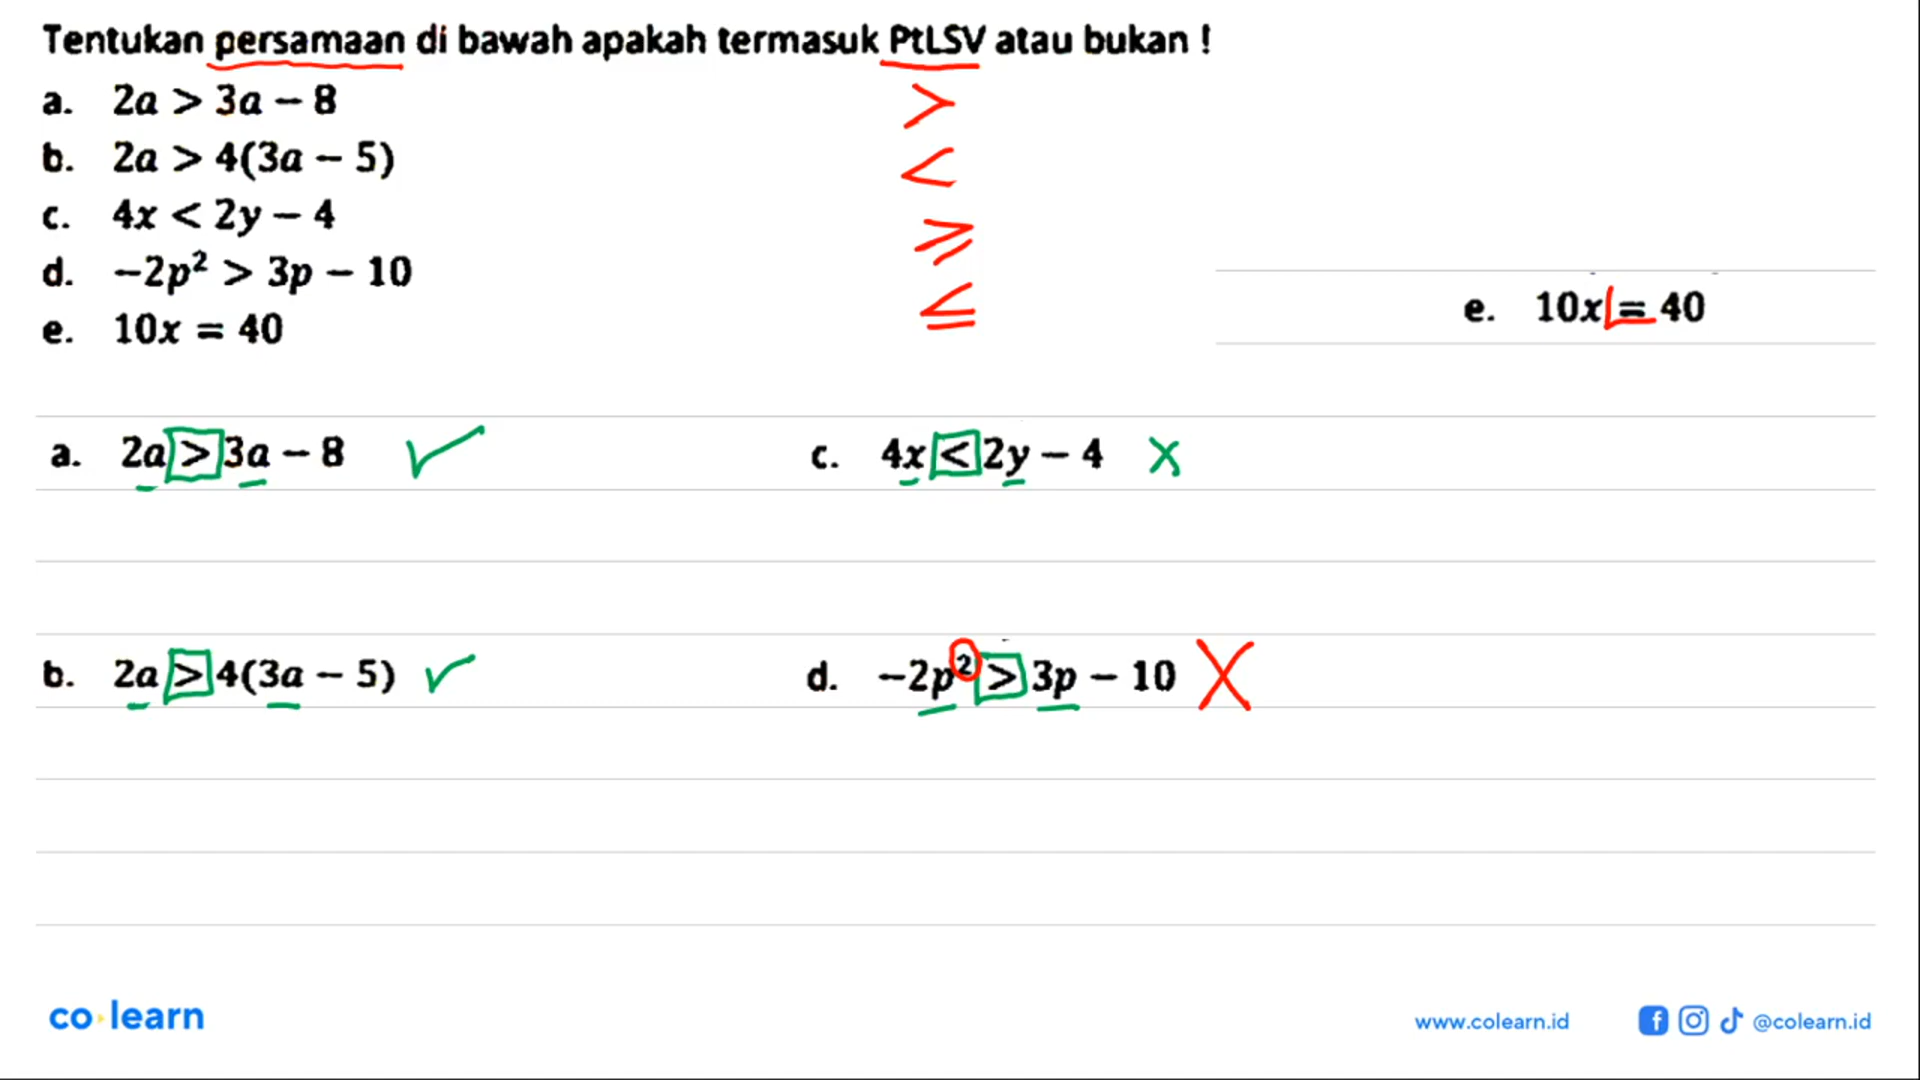 Tentukan persamaan di bawah apakah termasuk PtLSV atau bukan !
a. 2a > 3a − 8
b. 2a > 4(3a − 5)
c. 4x < 2y − 4
d. −2p² > 3p − 10
e. 10x = 40
>
<
≥
≤
e. 10x = 40
a. 2a > 3a − 8 ✓
c. 4x < 2y − 4 ×
b. 2a > 4(3a − 5) ✓
d. −2p² > 3p − 10 ×
co learn
www.colearn.id
@colearn.id